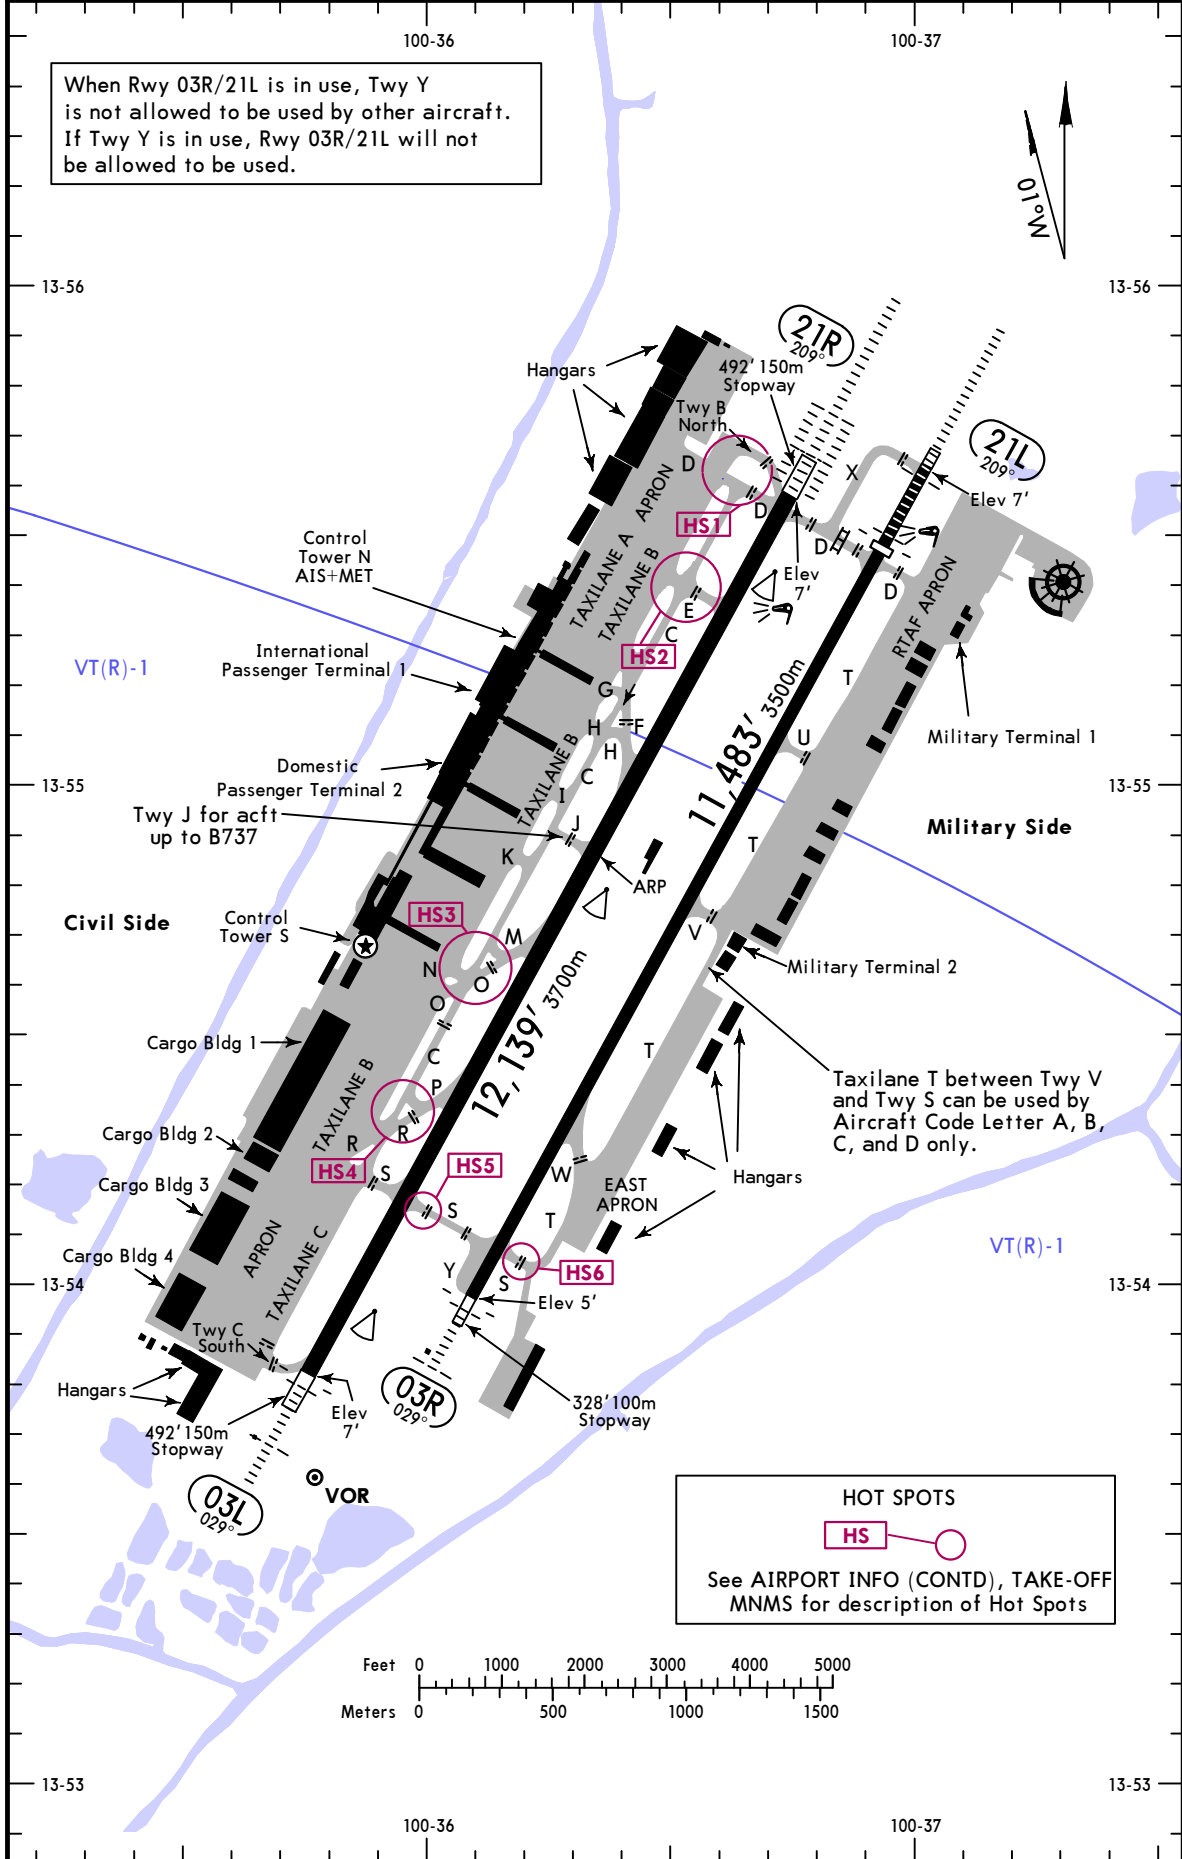 100-36
100-37
When Rwy 03R/21L is in use, Twy Y
is not allowed to be used by other aircraft.
If Twy Y is in use, Rwy 03R/21L will not
be allowed to be used.
01°W
13-56
13-56
21R
209°
Hangars
492' 150m
Stopway
Twy B
North
21L
209°
Elev 7'
D
X
HS1
D
D
D
Elev
7'
APRON
TAXILANE A
TAXILANE B
Control
Tower N
AIS+MET
E
C
HS2
RTAF APRON
VT(R)-1
International
Passenger Terminal 1
G
T
H
F
H
U
Military Terminal 1
Domestic
Passenger Terminal 2
C
I
TAXILANE B
11,483' 3500m
13-55
13-55
Twy J for acft
up to B737
J
K
T
Military Side
ARP
Civil Side
Control
Tower S
HS3
M
N
O
O
V
Military Terminal 2
12,139' 3700m
Cargo Bldg 1
C
P
T
Taxilane T between Twy V
and Twy S can be used by
Aircraft Code Letter A, B,
C, and D only.
TAXILANE B
Cargo Bldg 2
R
R
HS4
S
HS5
W
Hangars
Cargo Bldg 3
EAST
APRON
S
T
APRON
TAXILANE C
Cargo Bldg 4
VT(R)-1
Y
S
HS6
13-54
13-54
Elev 5'
Twy C
South
Hangars
03R
029°
328' 100m
Stopway
Elev
7'
492' 150m
Stopway
03L
029°
VOR
HOT SPOTS
HS
See AIRPORT INFO (CONTD), TAKE-OFF
MNMS for description of Hot Spots
Feet 0 1000 2000 3000 4000 5000
Meters 0 500 1000 1500
13-53
13-53
100-36
100-37